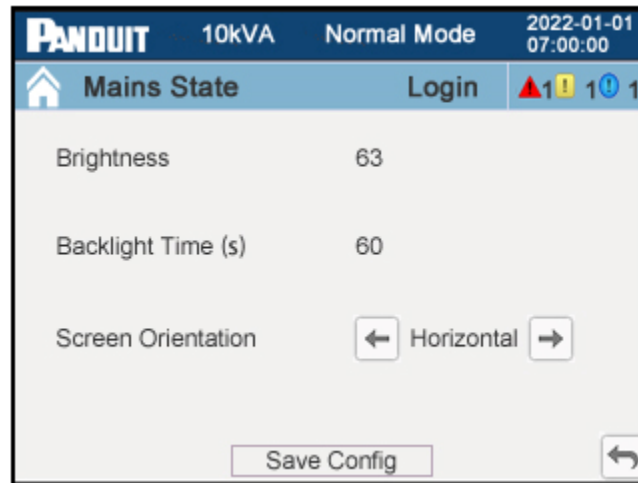 PANDUIT 10kVA Normal Mode 2022-01-01
07:00:00
Mains State Login 1 ! 1 ! 1
Brightness 63
Backlight Time (s) 60
Screen Orientation Horizontal
Save Config